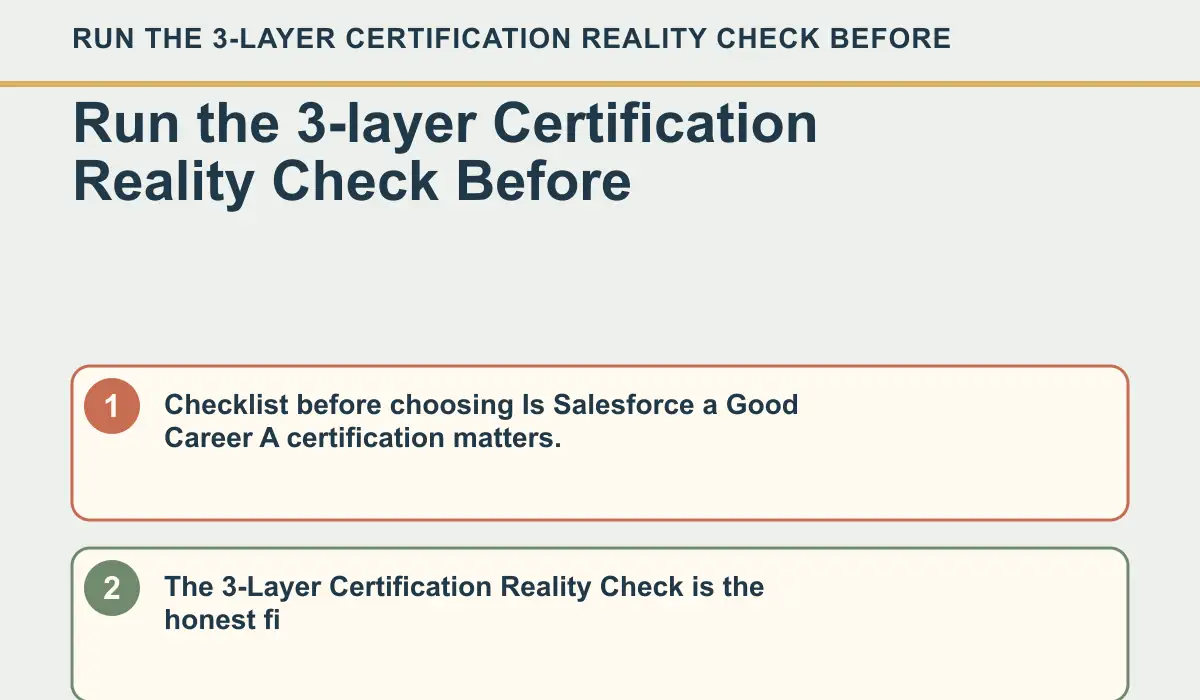 RUN THE 3-LAYER CERTIFICATION REALITY CHECK BEFORE
Run the 3-layer Certification
Reality Check Before
1
Checklist before choosing Is Salesforce a Good
Career A certification matters.
2
The 3-Layer Certification Reality Check is the
honest fi